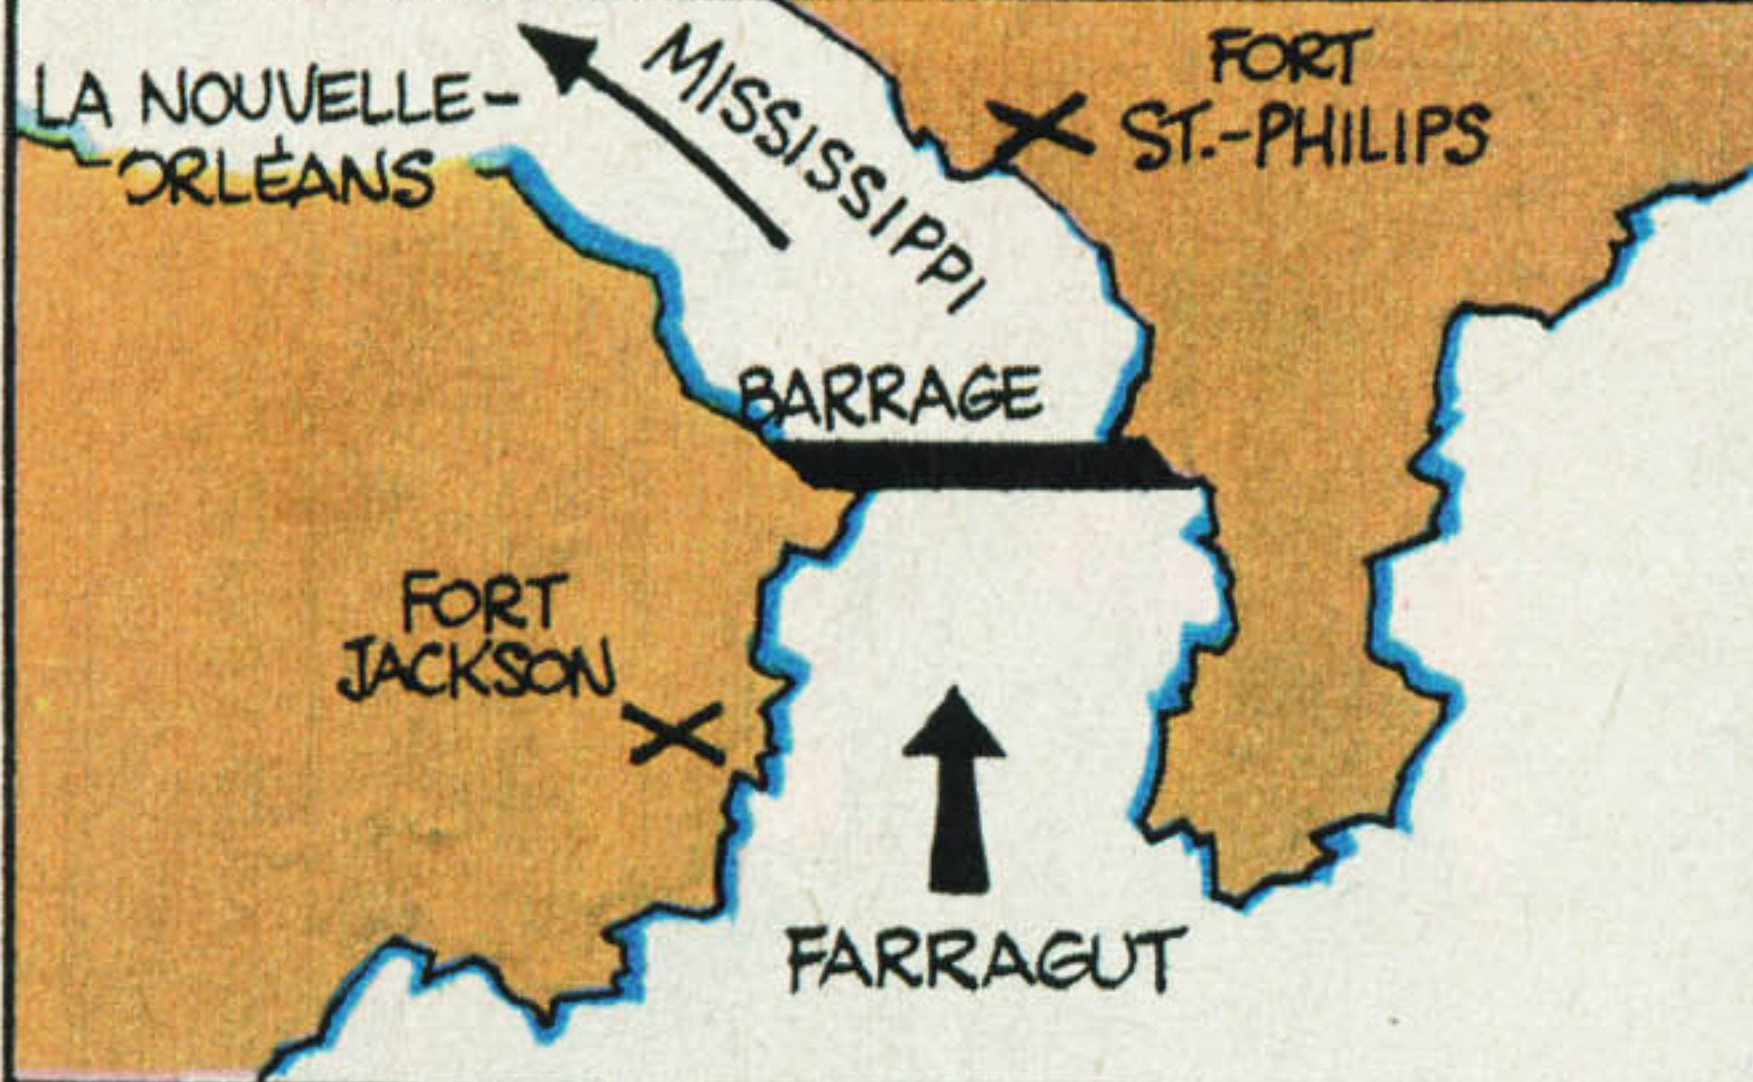 LA NOUVELLE-
ORLÉANS
MISSISSIPPI
FORT
ST.-PHILIPS
BARRAGE
FORT
JACKSON
FARRAGUT